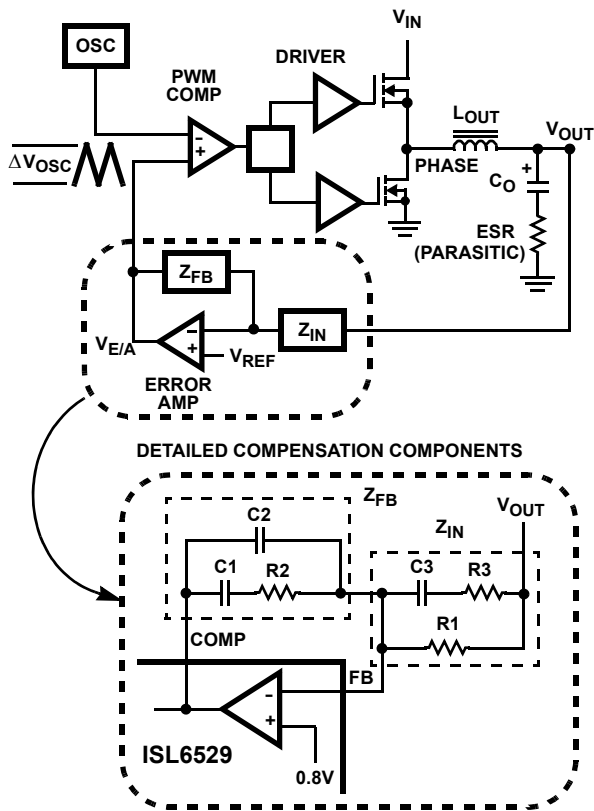 V_IN
OSC
DRIVER
PWM
COMP
L_OUT
V_OUT
ΔV_OSC
-
+
PHASE
+
C_O
ESR
(PARASITIC)
Z_FB
V_E/A
-
+
Z_IN
V_REF
ERROR
AMP
DETAILED COMPENSATION COMPONENTS
Z_FB
V_OUT
C2
Z_IN
C1
R2
C3
R3
R1
COMP
FB
-
+
ISL6529
0.8V